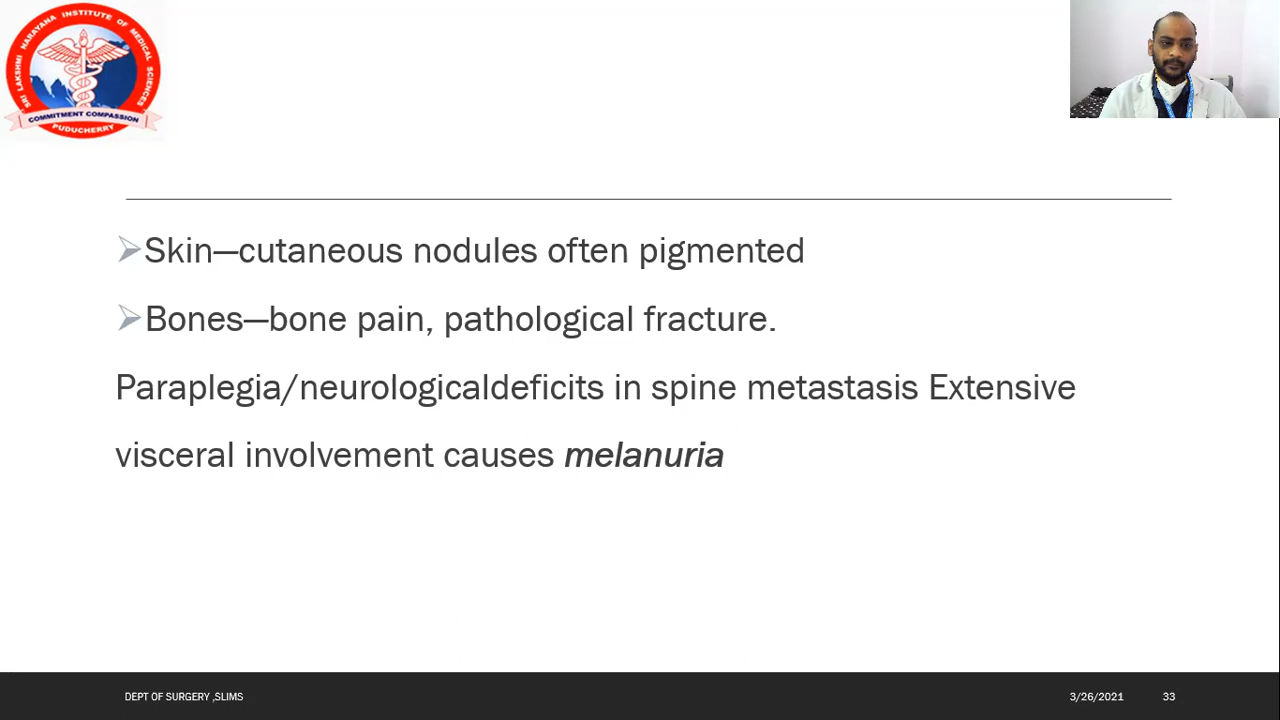 SRI LAKSHMI NARAYANA INSTITUTE OF MEDICAL SCIENCES
COMMITMENT COMPASSION
PUDUCHERRY
Skin—cutaneous nodules often pigmented
Bones—bone pain, pathological fracture.
Paraplegia/neurologicaldeficits in spine metastasis Extensive
visceral involvement causes melanuria
DEPT OF SURGERY ,SLIMS 3/26/2021 33